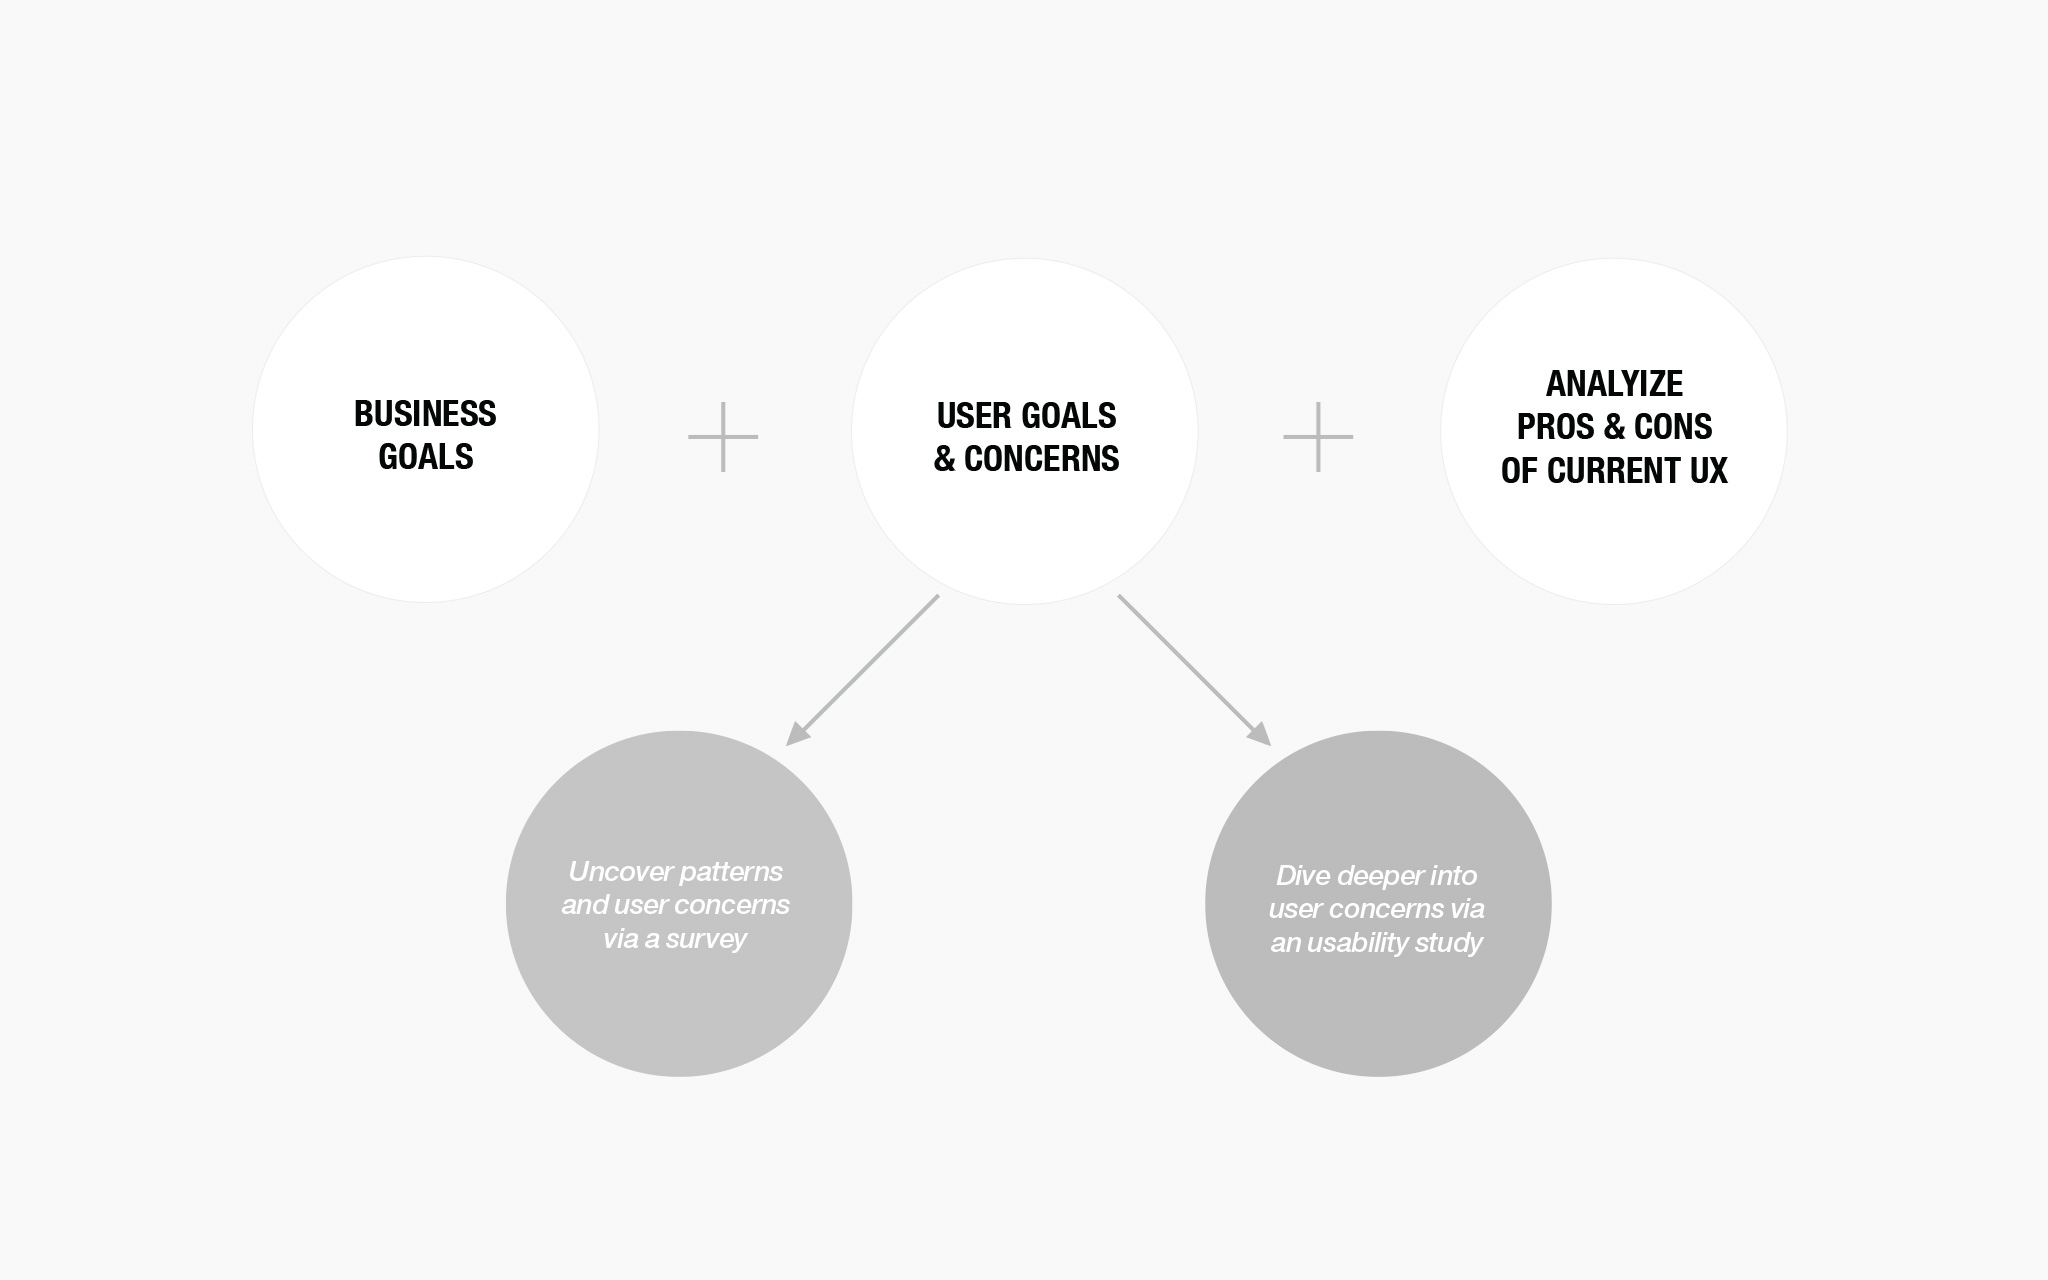 BUSINESS
GOALS
USER GOALS
& CONCERNS
ANALYIZE
PROS & CONS
OF CURRENT UX
Uncover patterns
and user concerns
via a survey
Dive deeper into
user concerns via
an usability study